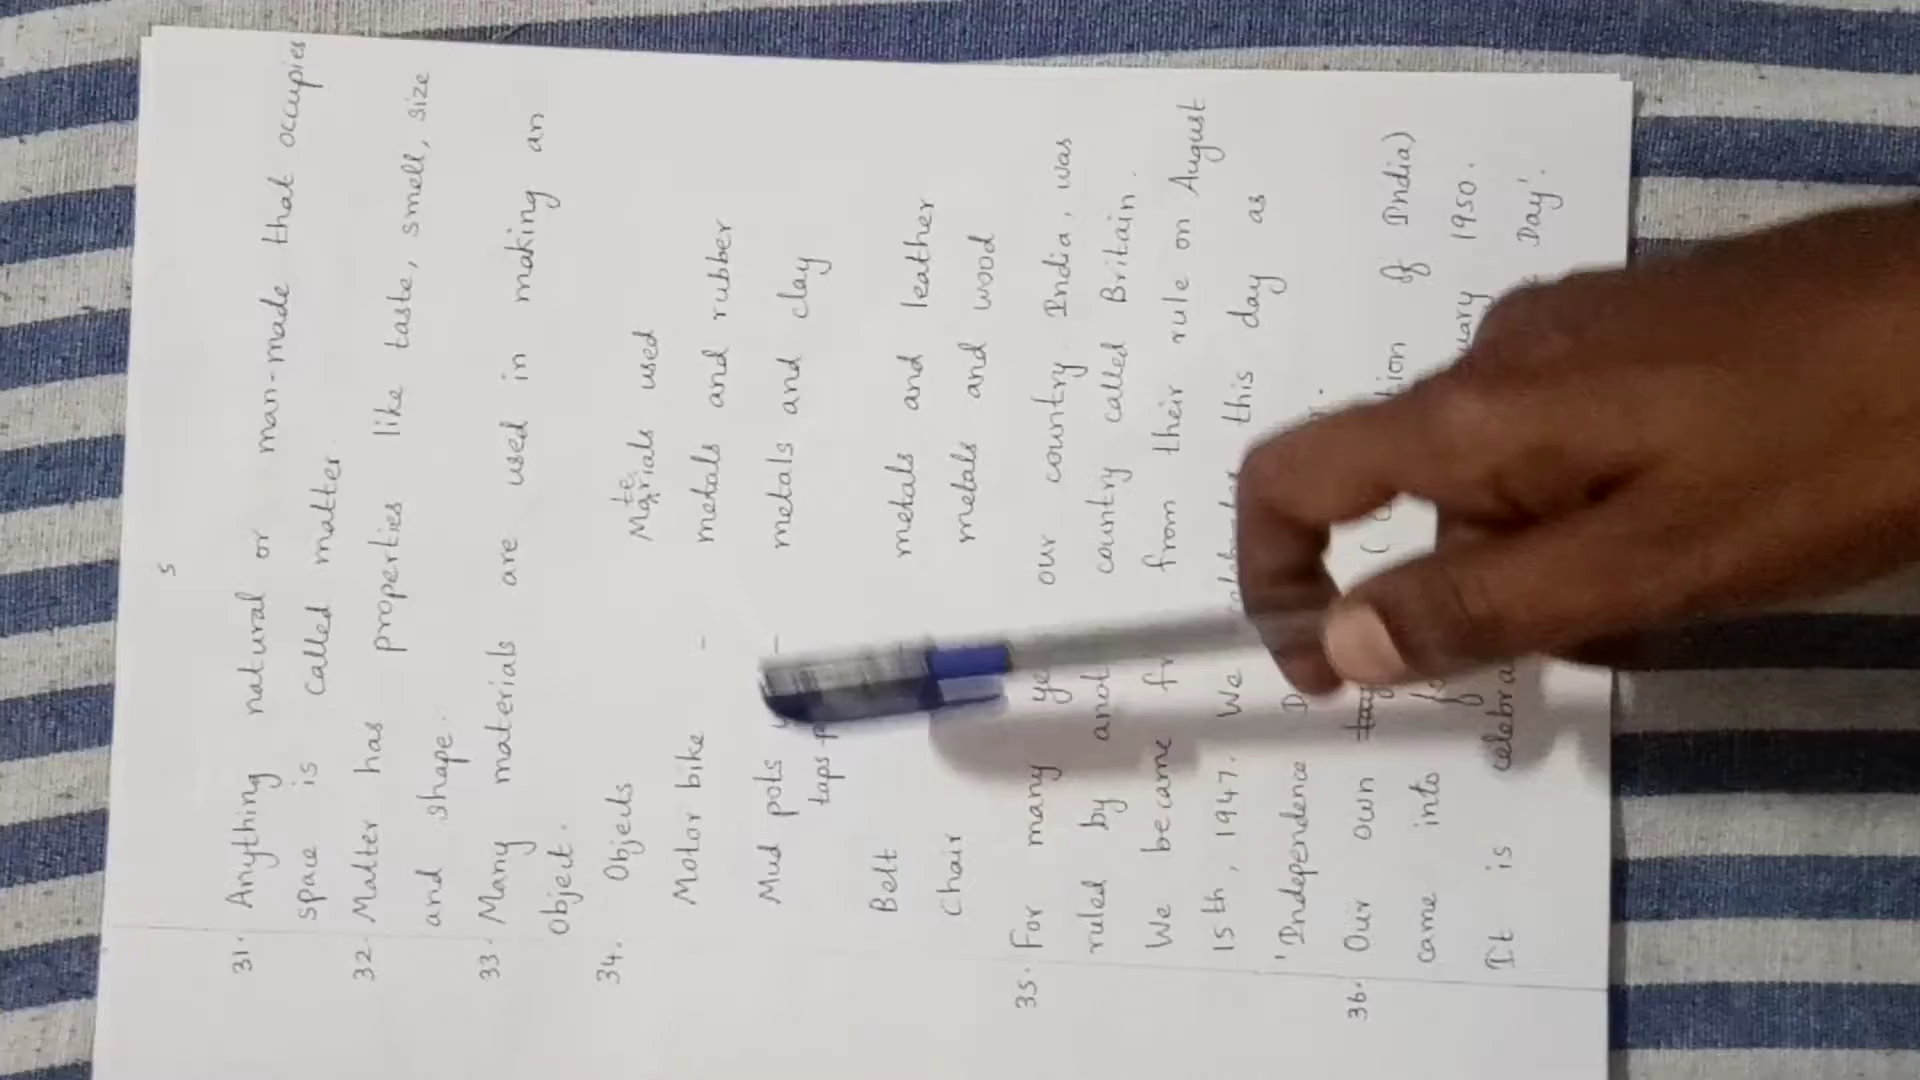 5
31. Anything natural or man-made that occupies
space is called matter.
32. Matter has properties like taste, smell, size
and shape.
33. Many materials are used in making an
object.
34. Objects Materials used
Motor bike - metals and rubber
Mud pots - metals and clay
taps
Belt metals and leather
Chair metals and wood
35. For many our country, India, was
ruled by country called Britain.
We became from their rule on August
15th, 1947. We this day as
'Independence
36. Our own of India)
came into 1950.
It is Day'.